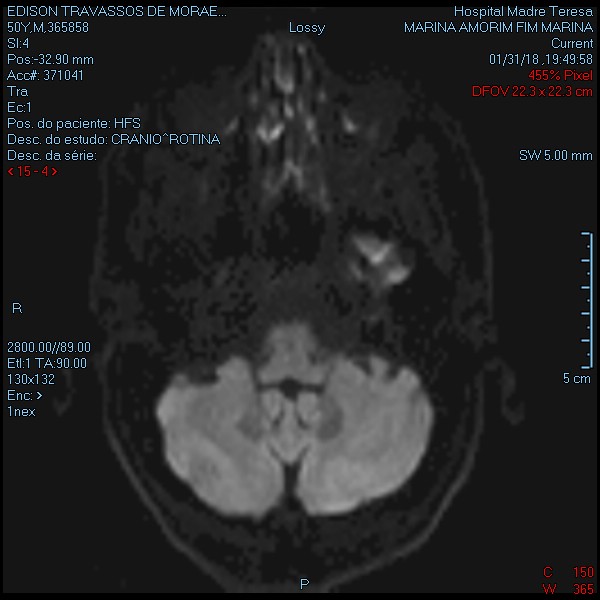 EDISON TRAVASSOS DE MORAE...
50Y,M,365858
Sl:4
Pos:-32.90 mm
Acc#: 371041
Tra
Ec:1
Pos. do paciente: HFS
Desc. do estudo: CRANIO^ROTINA
Desc. da série:
< 15 - 4 >
Lossy
Hospital Madre Teresa
MARINA AMORIM FIM MARINA
Current
01/31/18 ,19:49:58
455% Pixel
DFOV 22.3 x 22.3 cm
SW 5.00 mm
R
2800.00//89.00
Etl:1 TA:90.00
130x132
Enc: >
1nex
5 cm
P
C 150
W 365